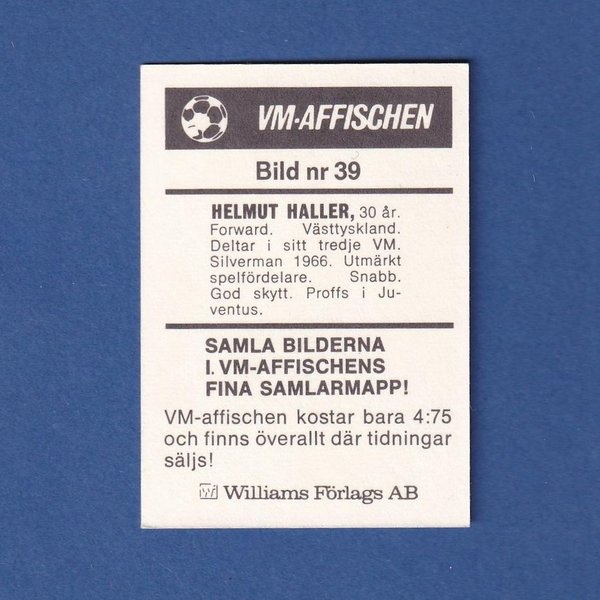 VM-AFFISCHEN
Bild nr 39
HELMUT HALLER, 30 år.
Forward. Västtyskland.
Deltar i sitt tredje VM.
Silverman 1966. Utmärkt
spelfördelare. Snabb.
God skytt. Proffs i Ju-
ventus.
SAMLA BILDERNA
I VM-AFFISCHENS
FINA SAMLARMAPP!
VM-affischen kostar bara 4:75
och finns överallt där tidningar
säljs!
Wf Williams Förlags AB